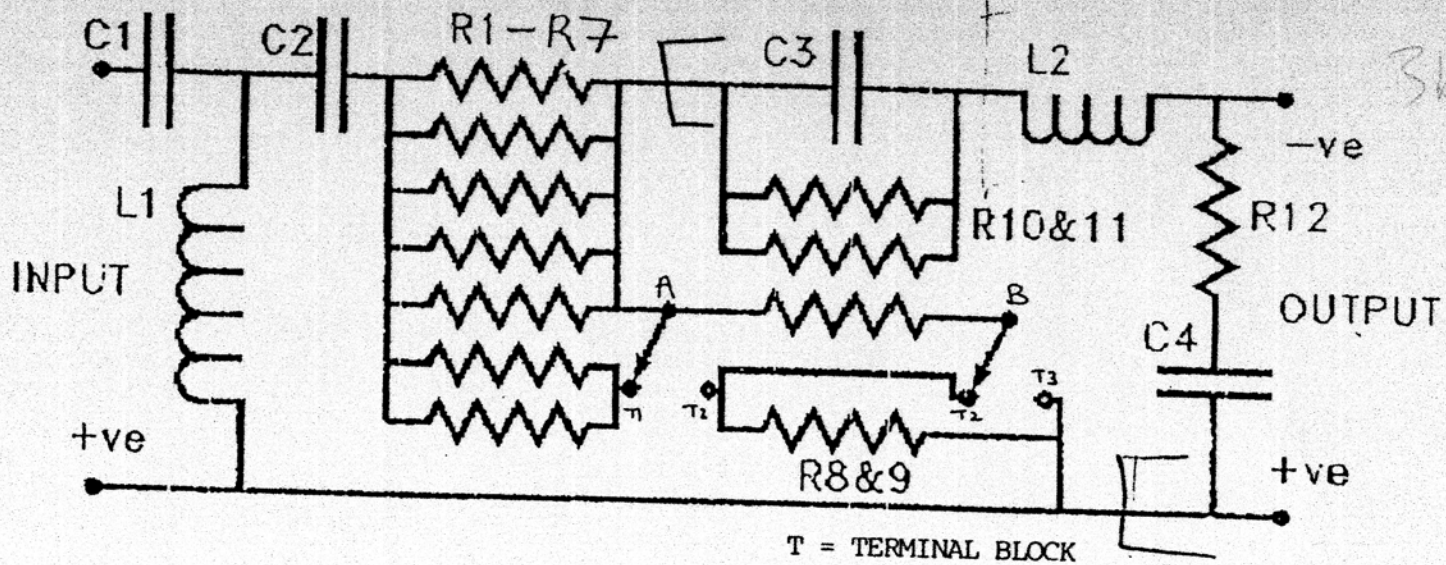 C1
C2
R1-R7
C3
L2
-ve
L1
R10&11
R12
INPUT
A
B
OUTPUT
C4
T1
T2
T2
T3
+ve
R8&9
+ve
T = TERMINAL BLOCK